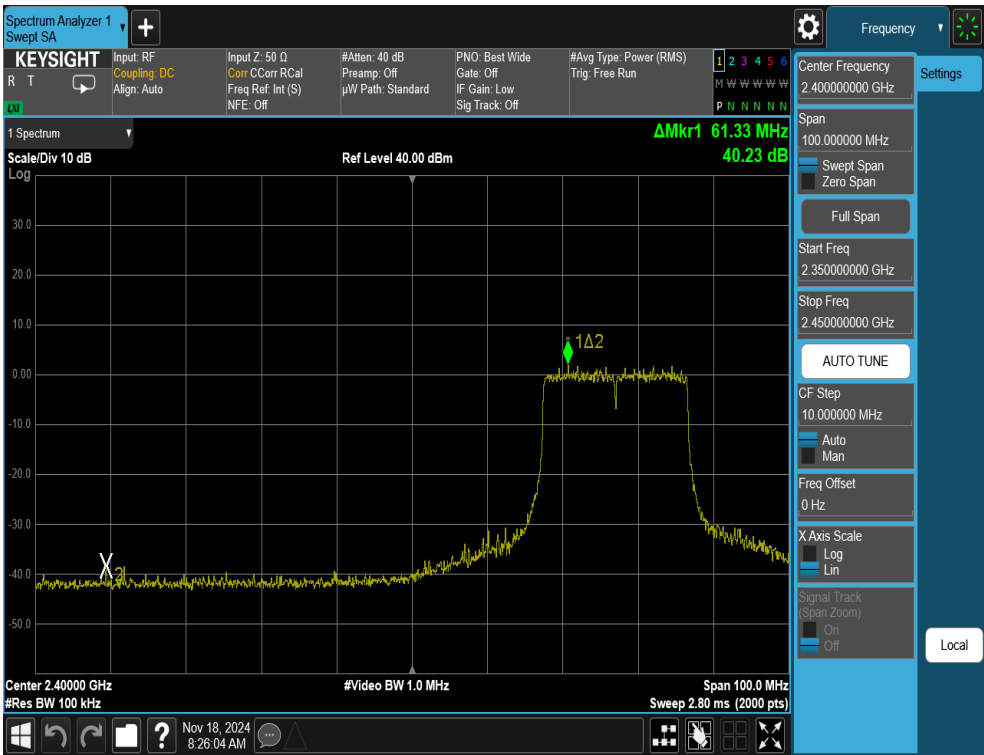 Spectrum Analyzer 1
Swept SA
+
Frequency
KEYSIGHT
R T
LXI
Input: RF
Coupling: DC
Align: Auto
Input Z: 50 Ω
Corr CCorr RCal
Freq Ref: Int (S)
NFE: Off
#Atten: 40 dB
Preamp: Off
µW Path: Standard
PNO: Best Wide
Gate: Off
IF Gain: Low
Sig Track: Off
#Avg Type: Power (RMS)
Trig: Free Run
1 2 3 4 5 6
M W W W W W
P N N N N N
1 Spectrum
ΔMkr1 61.33 MHz
40.23 dB
Scale/Div 10 dB
Ref Level 40.00 dBm
Log
30.0
20.0
10.0
0.00
-10.0
-20.0
-30.0
-40.0
-50.0
1Δ2
X2
Center 2.40000 GHz
#Video BW 1.0 MHz
Span 100.0 MHz
#Res BW 100 kHz
Sweep 2.80 ms (2000 pts)
Center Frequency
2.400000000 GHz
Settings
Span
100.000000 MHz
Swept Span
Zero Span
Full Span
Start Freq
2.350000000 GHz
Stop Freq
2.450000000 GHz
AUTO TUNE
CF Step
10.000000 MHz
Auto
Man
Freq Offset
0 Hz
X Axis Scale
Log
Lin
Signal Track
(Span Zoom)
On
Off
Local
?
Nov 18, 2024
8:26:04 AM